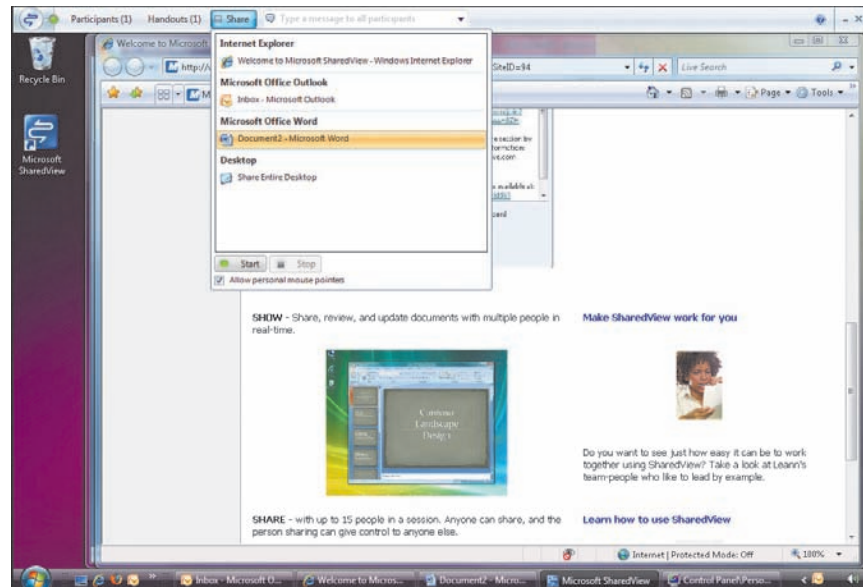 Participants (1) Handouts (1) Share Type a message to all participants
Recycle Bin
Microsoft
SharedView
Welcome to Microsoft
http://
SiteID=94
Live Search
Page Tools
Internet Explorer
Welcome to Microsoft SharedView - Windows Internet Explorer
Microsoft Office Outlook
Inbox - Microsoft Outlook
Microsoft Office Word
Document2 - Microsoft Word
Desktop
Share Entire Desktop
Start Stop
Allow personal mouse pointers
SHOW - Share, review, and update documents with multiple people in
real-time.
Contoso
Landscape
Design
SHARE - with up to 15 people in a session. Anyone can share, and the
person sharing can give control to anyone else.
Make SharedView work for you
Do you want to see just how easy it can be to work
together using SharedView? Take a look at Leann's
team-people who like to lead by example.
Learn how to use SharedView
Internet | Protected Mode: Off 100%
Inbox - Microsoft O... Welcome to Micros... Document2 - Micro... Microsoft SharedView Control Panel\Perso...